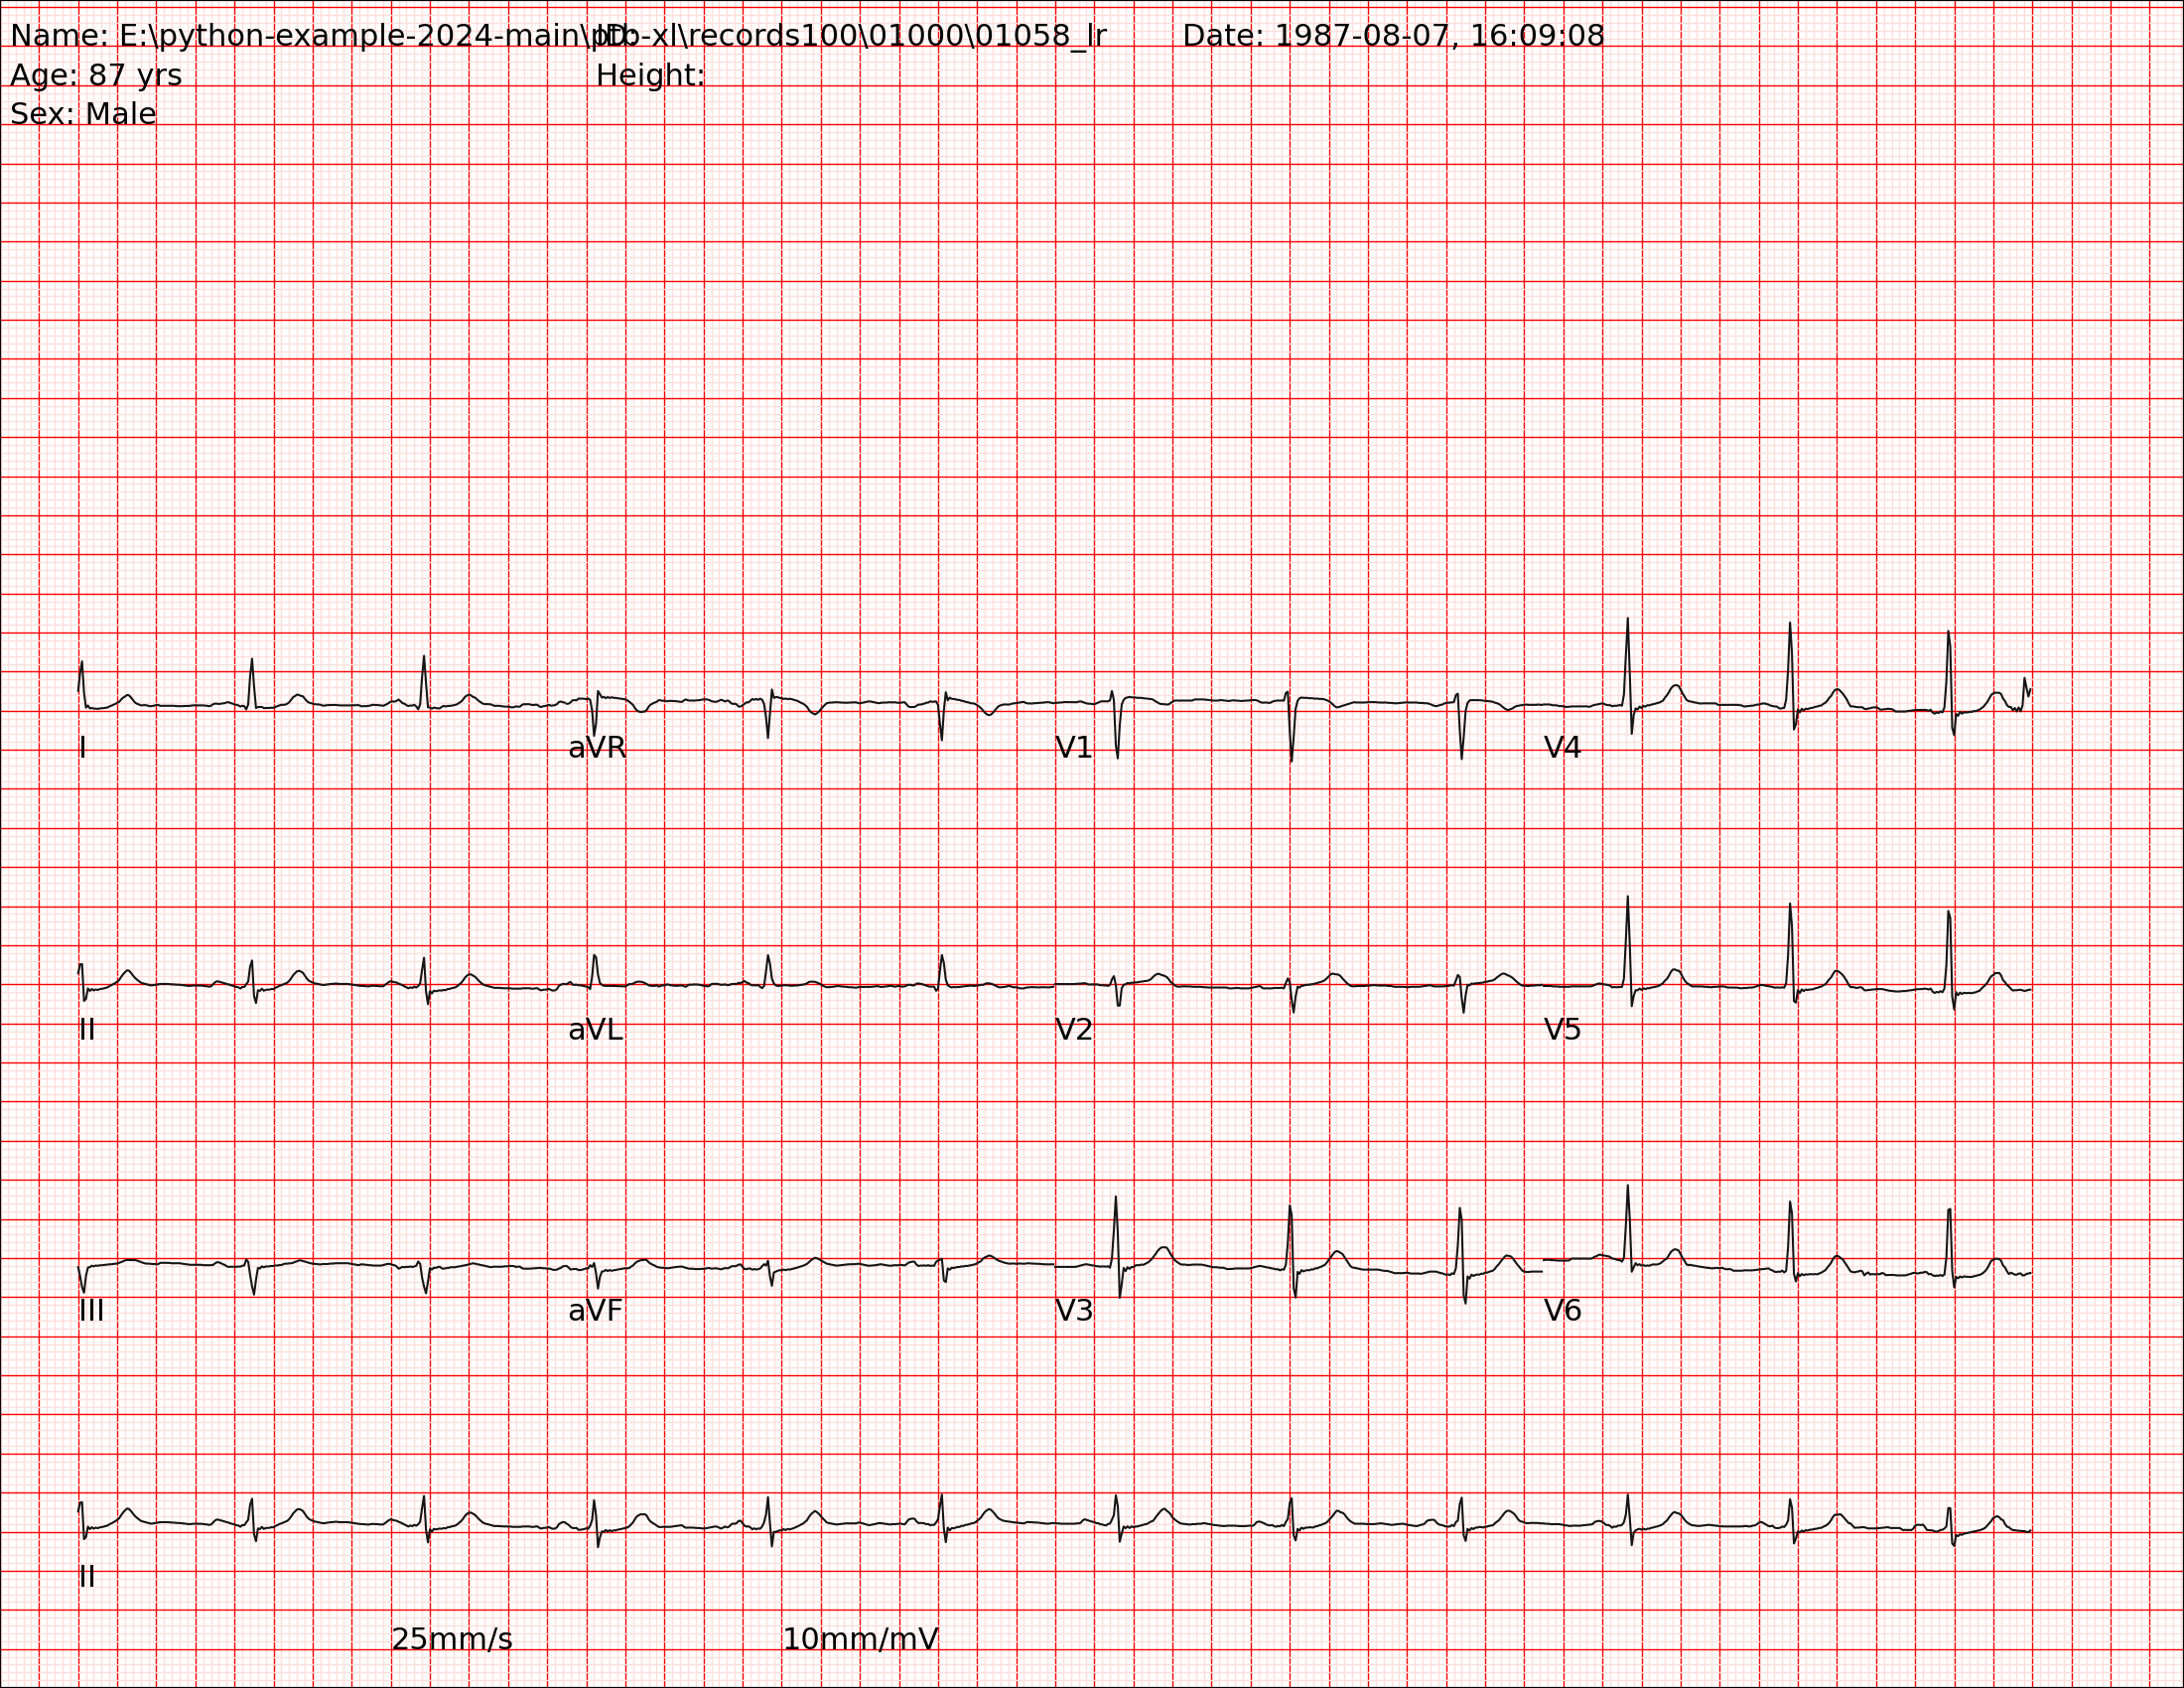 Name: E:\python-example-2024-main\ptb-xl\records100\01000\01058_lr ID: Date: 1987-08-07, 16:09:08
Age: 87 yrs Height:
Sex: Male
I aVR V1 V4
II aVL V2 V5
III aVF V3 V6
II
25mm/s 10mm/mV